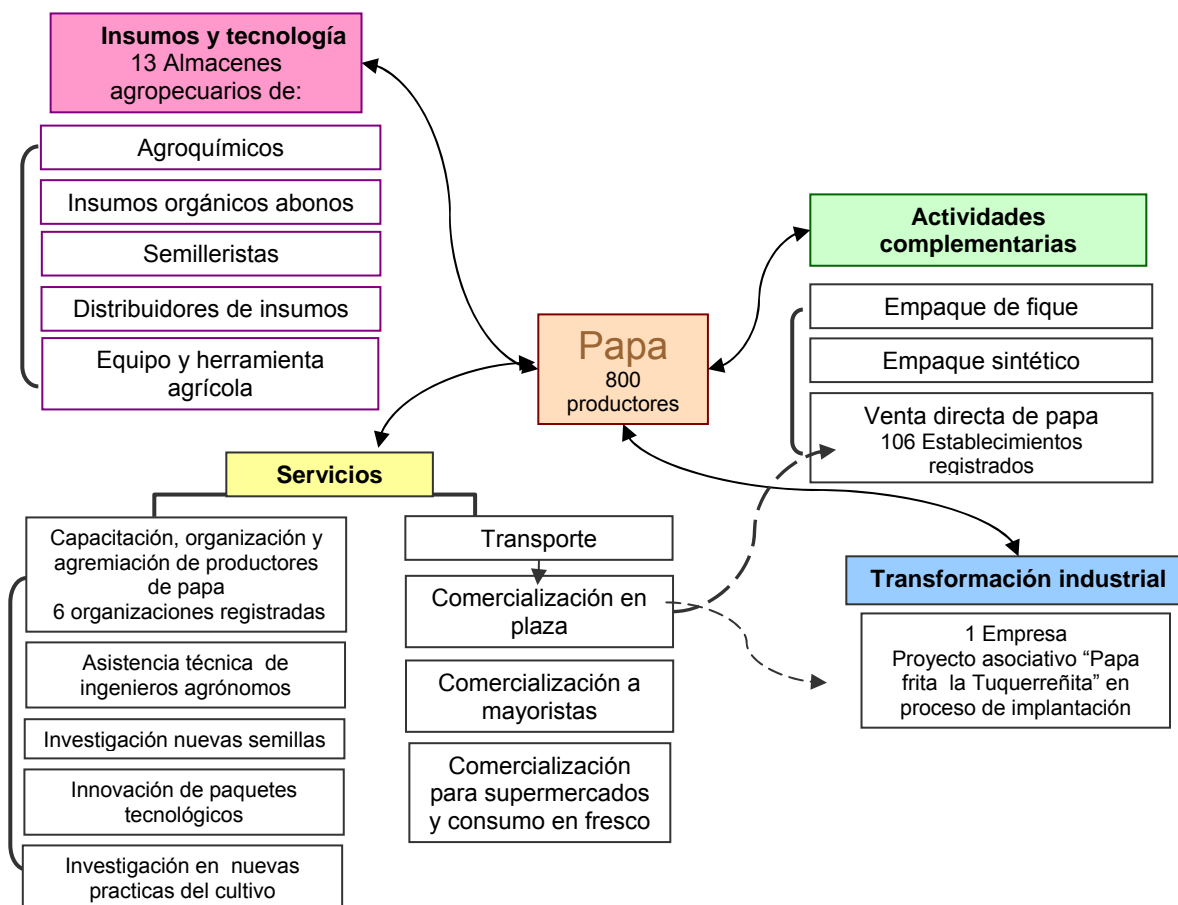 Insumos y tecnología
13 Almacenes
agropecuarios de:
Agroquímicos
Insumos orgánicos abonos
Semilleristas
Distribuidores de insumos
Equipo y herramienta
agrícola
Papa
800
productores
Actividades
complementarias
Empaque de fique
Empaque sintético
Venta directa de papa
106 Establecimientos
registrados
Servicios
Capacitación, organización y
agremiación de productores
de papa
6 organizaciones registradas
Asistencia técnica de
ingenieros agrónomos
Investigación nuevas semillas
Innovación de paquetes
tecnológicos
Investigación en nuevas
practicas del cultivo
Transporte
Comercialización en
plaza
Comercialización a
mayoristas
Comercialización
para supermercados
y consumo en fresco
Transformación industrial
1 Empresa
Proyecto asociativo “Papa
frita la Tuquerreñita” en
proceso de implantación